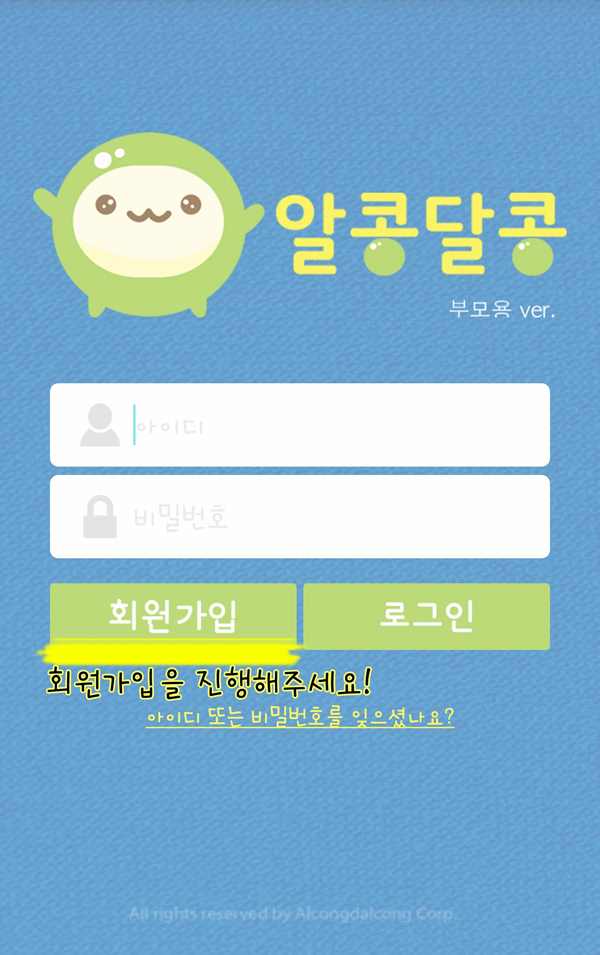 알콩달콩
부모용 ver.
아이디
비밀번호
회원가입 로그인
회원가입을 진행해주세요!
아이디 또는 비밀번호를 잊으셨나요?
All rights reserved by Alcongdalcong Corp.